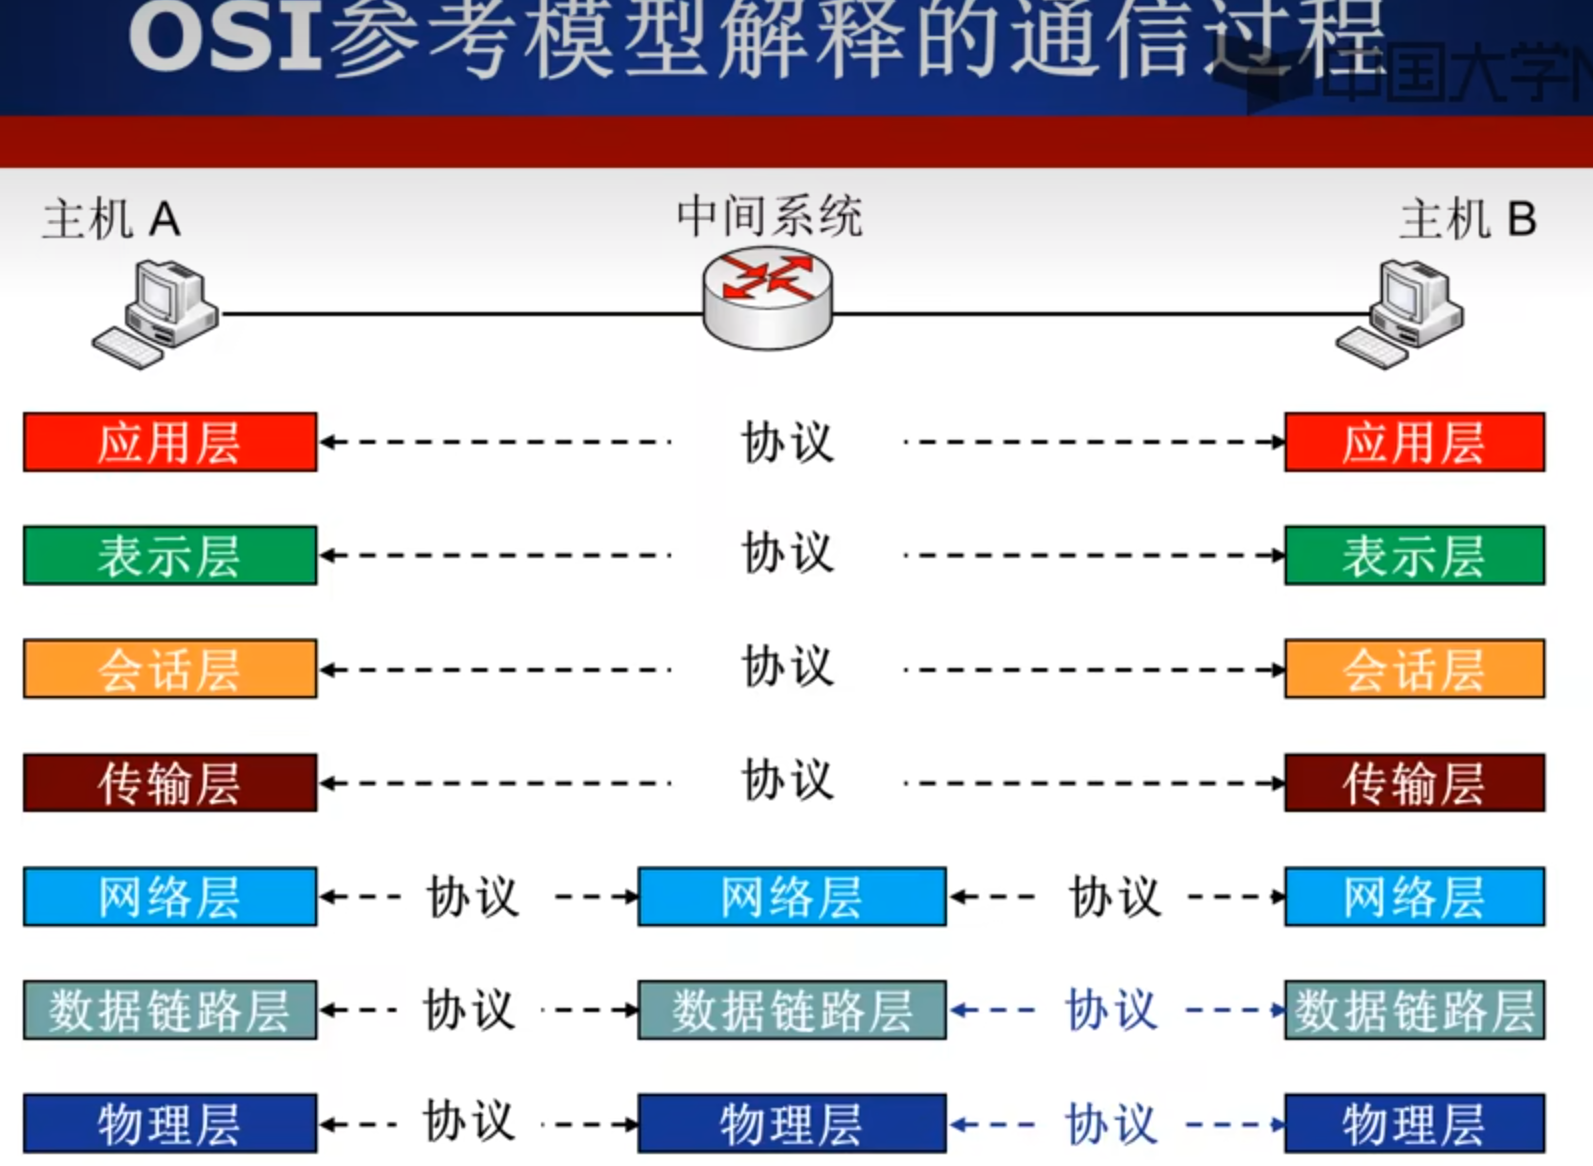 OSI参考模型解释的通信过程
中国大学M
主机 A
中间系统
主机 B
应用层 协议 应用层
表示层 协议 表示层
会话层 协议 会话层
传输层 协议 传输层
网络层 协议 网络层 协议 网络层
数据链路层 协议 数据链路层 协议 数据链路层
物理层 协议 物理层 协议 物理层